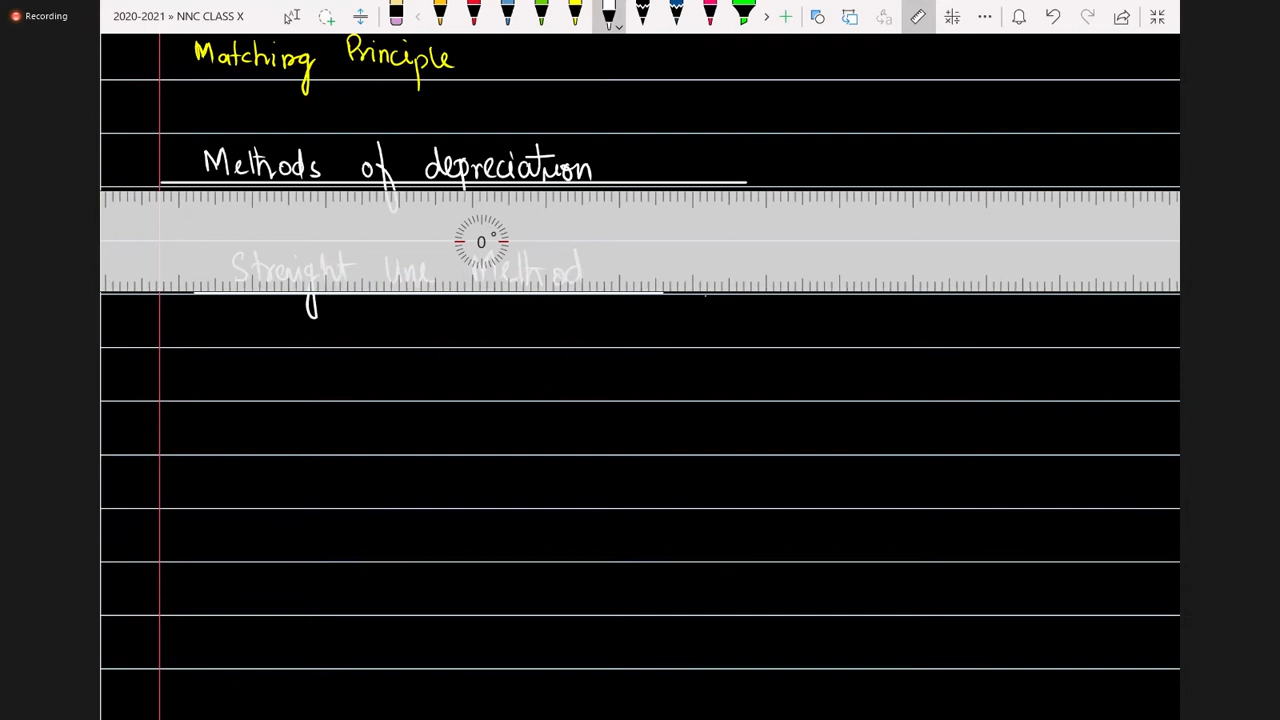 Recording
2020-2021 » NNC CLASS X
Matching Principle
Methods of depreciation
0°
Straight Line Method